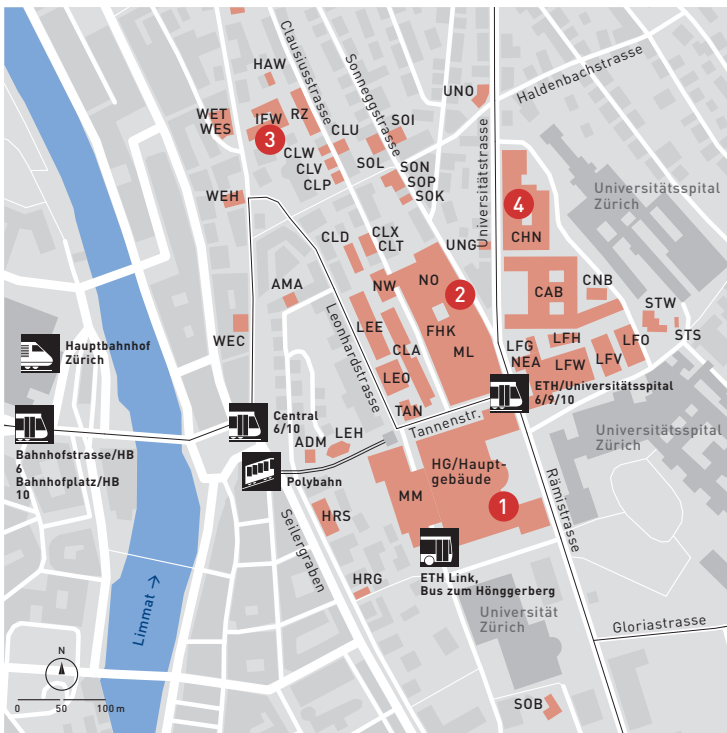 HAW
Clausiusstrasse
Sonneggstrasse
UNO
Haldenbachstrasse
WET
WES
IFW
RZ
3
CLU
SOI
CLW
CLV
CLP
SOL
SON
SOP
SOK
WEH
Universitätstrasse
4
CHN
Universitätsspital
Zürich
CLD
CLX
CLT
UNG
NW
NO
2
AMA
CAB
CNB
STW
STS
WEC
Leonhardstrasse
LEE
CLA
FHK
ML
LFG
NEA
LFH
LFW
LFV
LFO
LEO
TAN
Hauptbahnhof
Zürich
ETH/Universitätsspital
6/9/10
Central
6/10
Tannenstr.
ADM
LEH
Bahnhofstrasse/HB
6
Bahnhofplatz/HB
10
Polybahn
Universitätsspital
Zürich
HG/Haupt-
gebäude
MM
1
Rämistrasse
HRS
Seilergraben
HRG
ETH Link,
Bus zum Hönggerberg
Limmat →
Universität
Zürich
Gloriastrasse
SOB
N
0 50 100 m